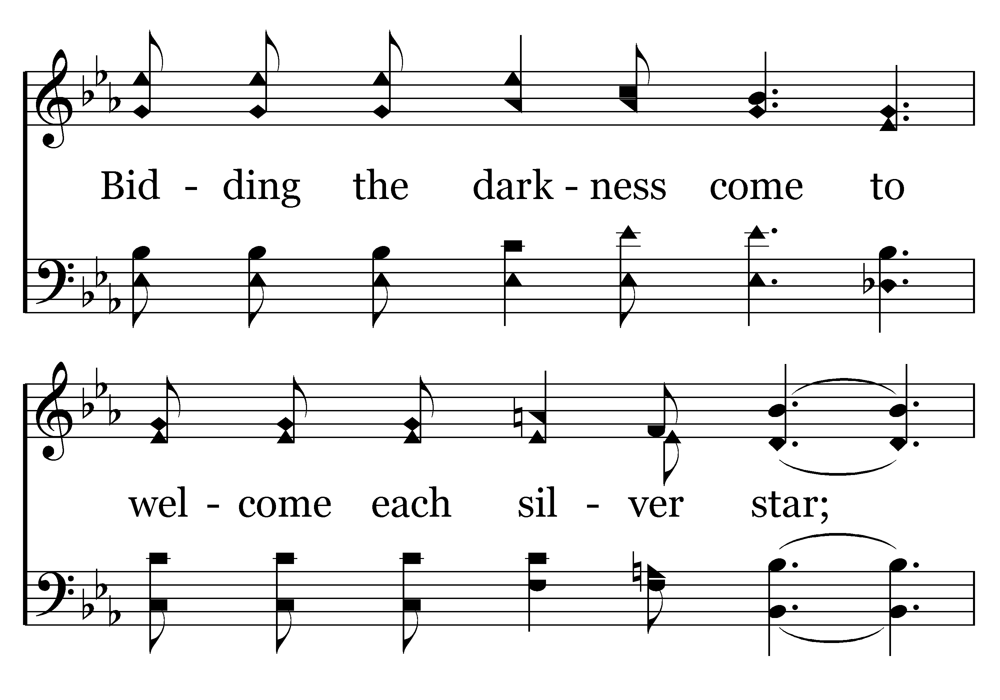 Bid - ding the dark - ness come to
wel - come each sil - ver star;